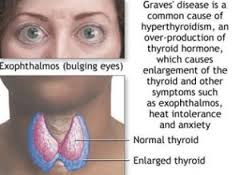 Graves' disease is a
common cause of
hyperthyroidism, an
over-production of
thyroid hormone,
which causes
enlargement of the
thyroid and other
symptoms such
as exophthalmos,
heat intolerance
and anxiety
Exophthalmos (bulging eyes)
Normal thyroid
Enlarged thyroid